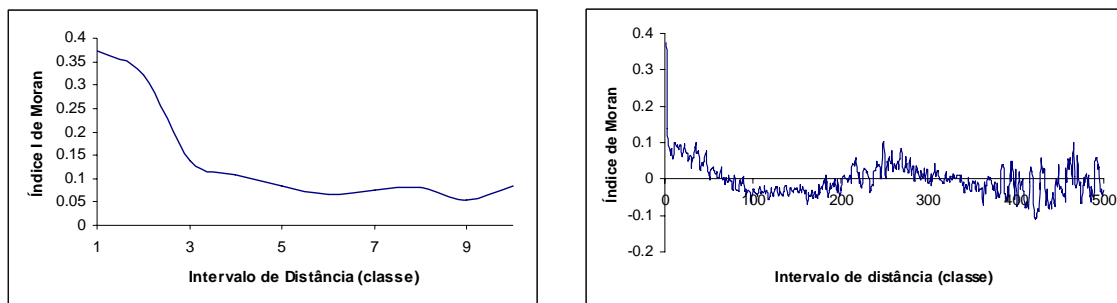 0.4
0.35
0.3
0.25
0.2
0.15
0.1
0.05
0
Índice I de Moran
1 3 5 7 9
Intervalo de Distância (classe)
0.4
0.3
0.2
0.1
0
-0.1
-0.2
Índice de Moran
0 100 200 300 400 500
Intervalo de distância (classe)